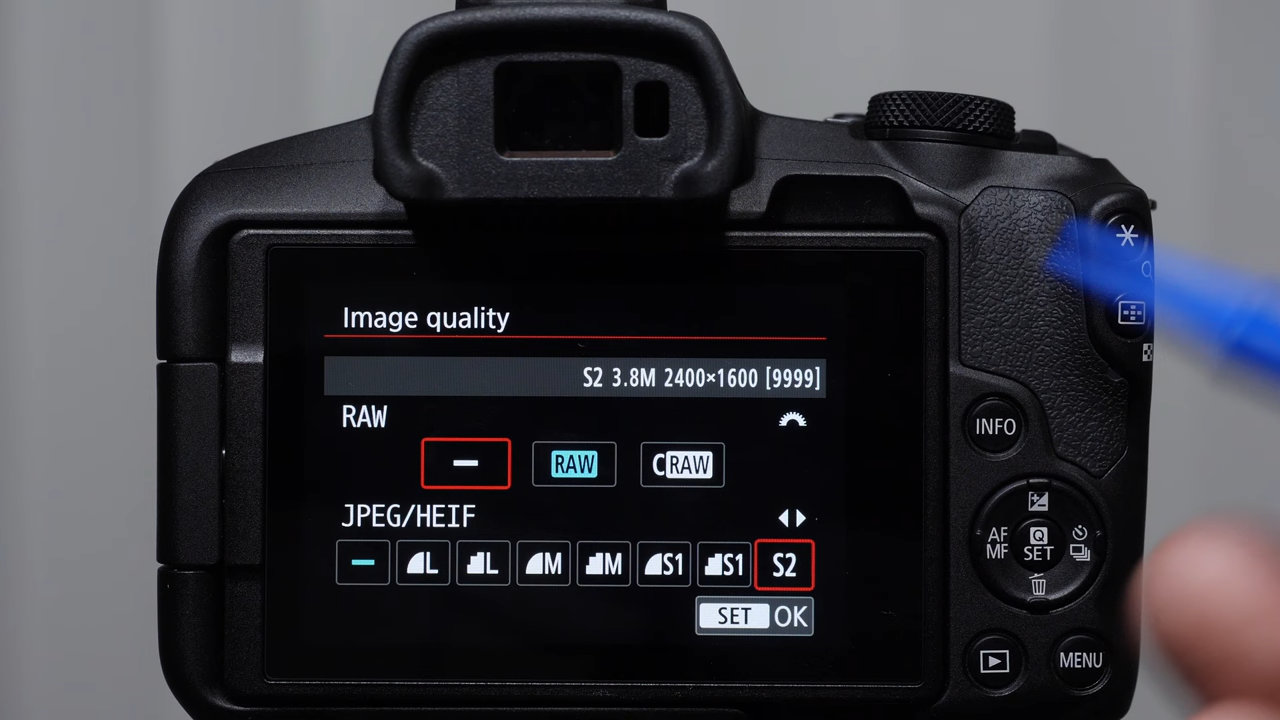 Image quality
S2 3.8M 2400×1600 [9999]
RAW
— RAW CRAW
JPEG/HEIF
— L L M M S1 S1 S2
SET OK
INFO
AF
MF
Q
SET
MENU